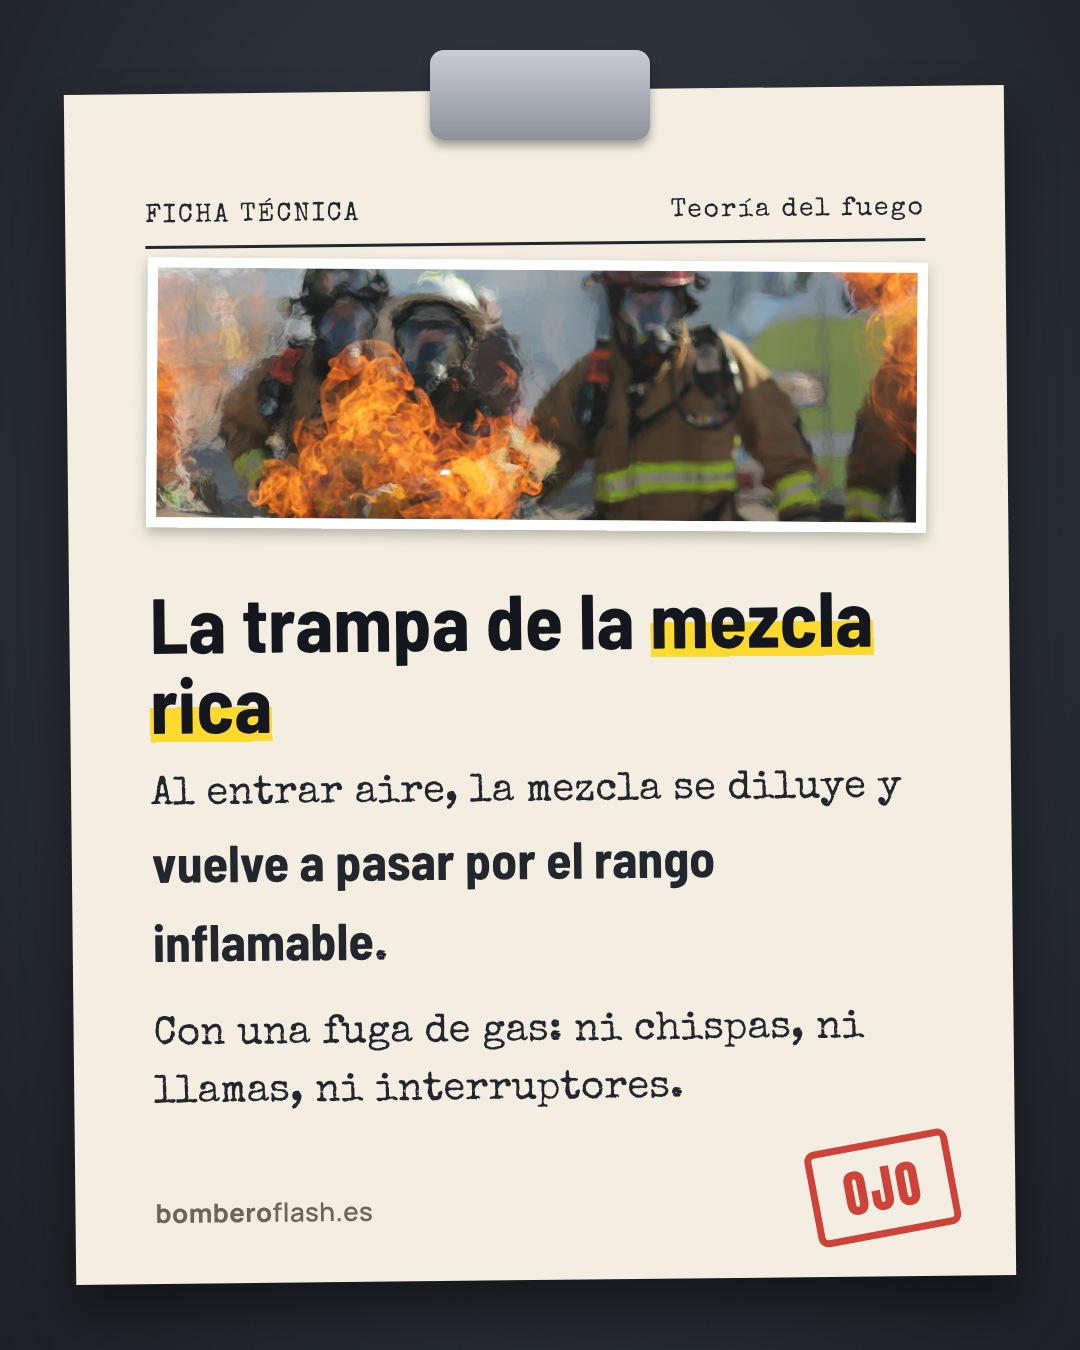 FICHA TÉCNICA
Teoría del fuego
La trampa de la mezcla
rica
Al entrar aire, la mezcla se diluye y
vuelve a pasar por el rango
inflamable.
Con una fuga de gas: ni chispas, ni
llamas, ni interruptores.
OJO
bomberoflash.es